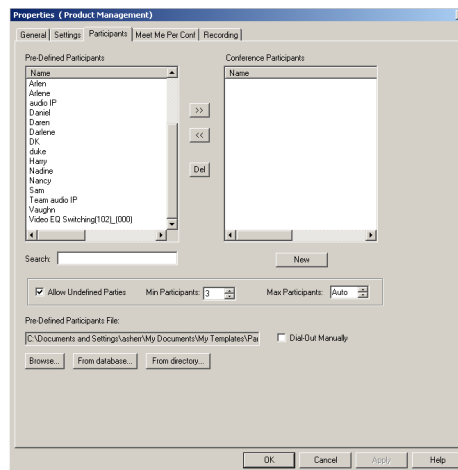 Properties ( Product Management)
General Settings Participants Meet Me Per Conf Recording
Pre-Defined Participants
Conference Participants
Name
Name
Arlen
Arlene
audio IP
Daniel
Daren
Darlene
DK
duke
Harry
Nadine
Nancy
Sam
Team audio IP
Vaughn
Video EQ Switching(102)_(000)
>>
<<
Del
Search:
New
Allow Undefined Parties Min Participants: 3 Max Participants: Auto
Pre-Defined Participants File:
C:\Documents and Settings\asherr\My Documents\My Templates\Par Dial-Out Manually
Browse... From database... From directory...
OK Cancel Apply Help